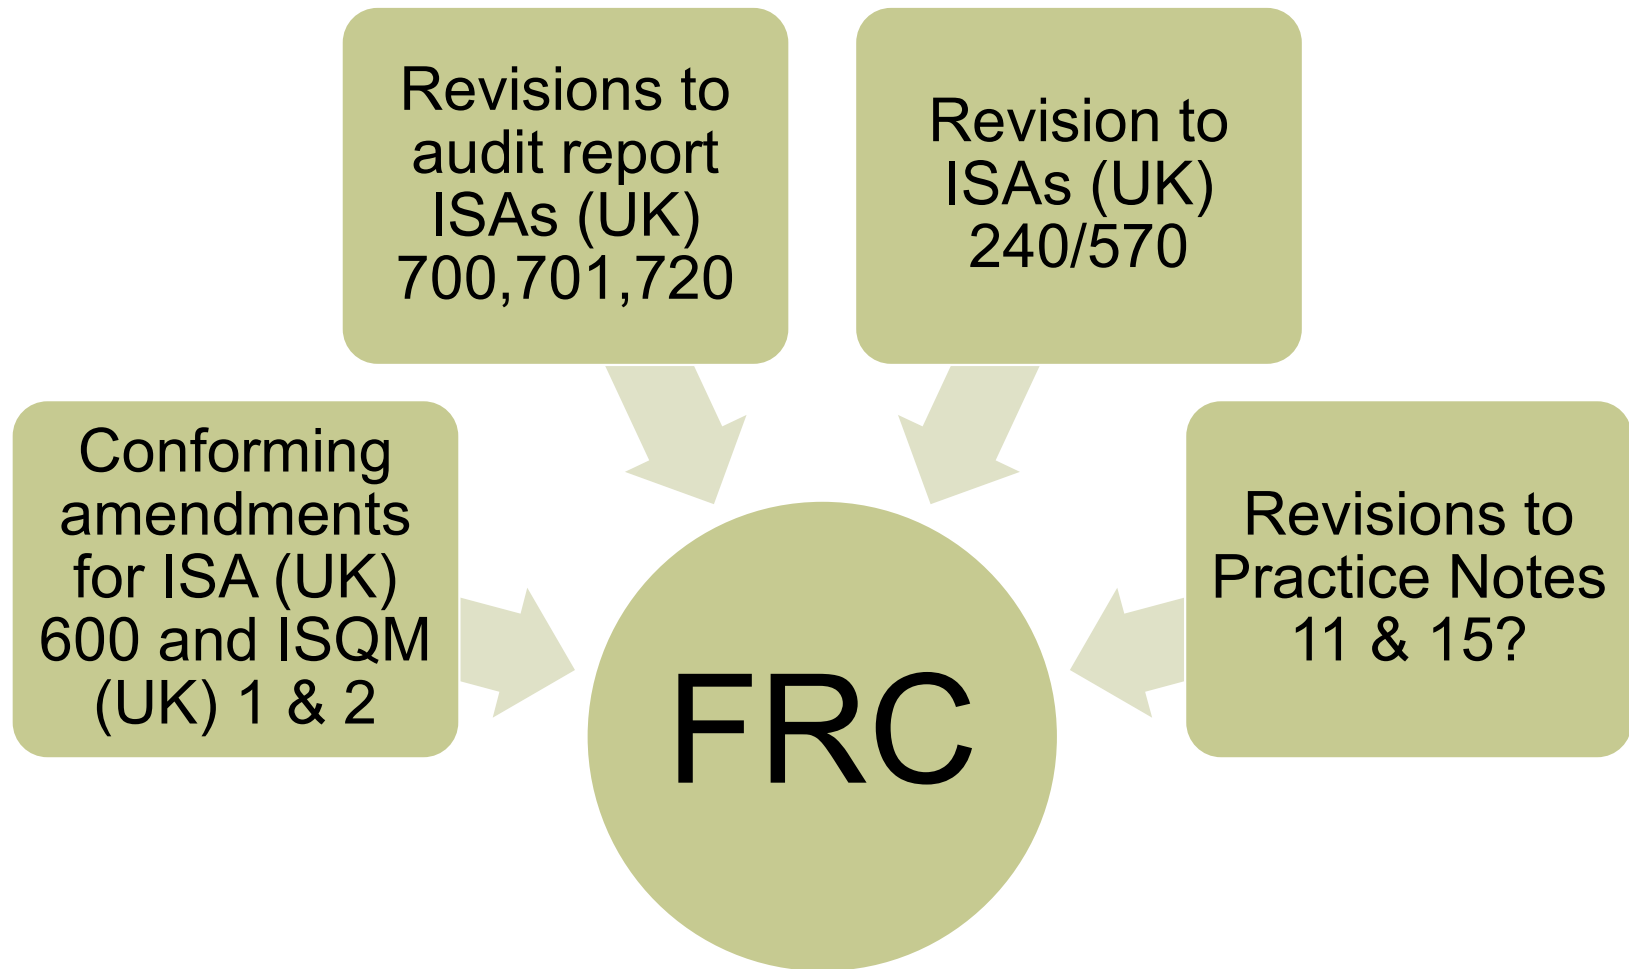 Revisions to
audit report
ISAs (UK)
700,701,720
Revision to
ISAs (UK)
240/570
Conforming
amendments
for ISA (UK)
600 and ISQM
(UK) 1 & 2
Revisions to
Practice Notes
11 & 15?
FRC